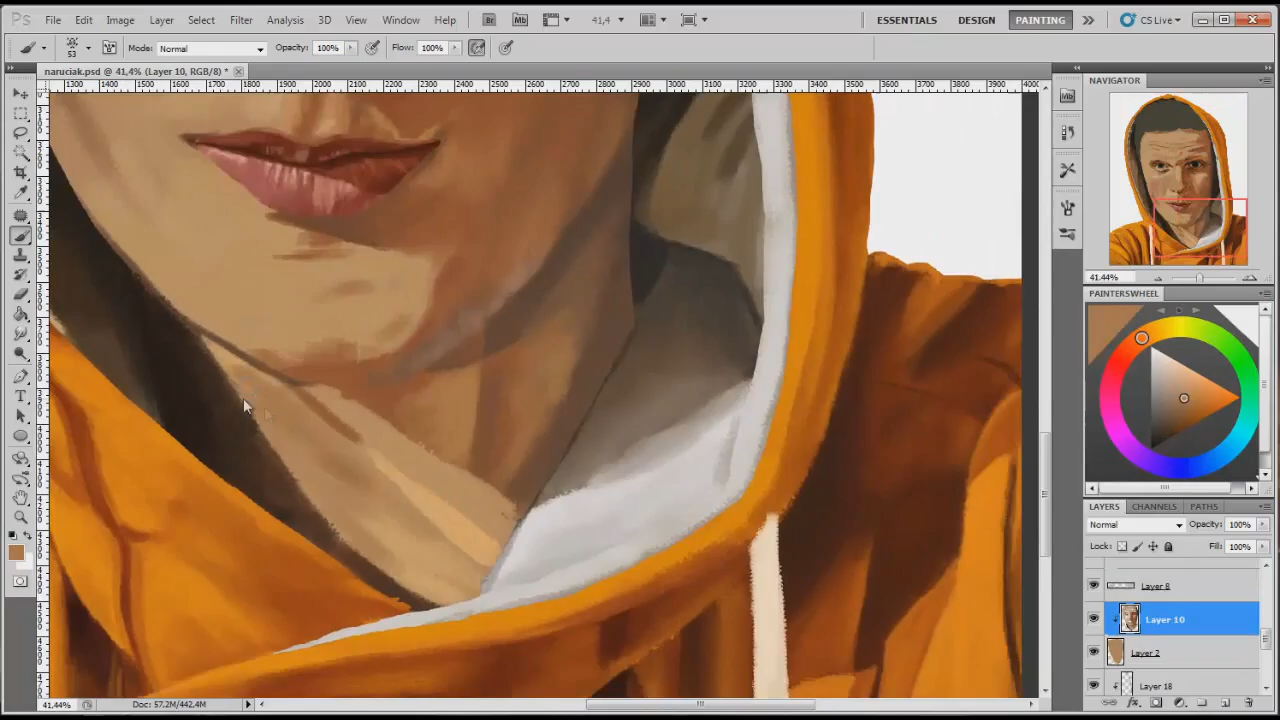 Ps File Edit Image Layer Select Filter Analysis 3D View Window Help Br Mb 41,4 ESSENTIALS DESIGN PAINTING CS Live
53 Mode: Normal Opacity: 100% Flow: 100%
naruciak.psd @ 41,4% (Layer 10, RGB/8) *
1300 1400 1500 1600 1700 1800 1900 2000 2100 2200 2300 2400 2500 2600 2700 2800 2900 3000 3100 3200 3300 3400 3500 3600 3700 3800 3900 4000
NAVIGATOR
Mb
41.44%
PAINTERSWHEEL
LAYERS CHANNELS PATHS
Normal Opacity: 100%
Lock: Fill: 100%
Layer 8
Layer 10
Layer 2
Layer 18
41,44% Doc: 57.2M/442.4M